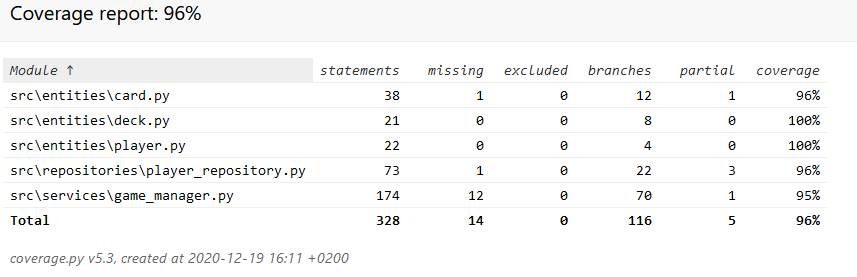 Coverage report: 96%
Module ↑ statements missing excluded branches partial coverage
src\entities\card.py 38 1 0 12 1 96%
src\entities\deck.py 21 0 0 8 0 100%
src\entities\player.py 22 0 0 4 0 100%
src\repositories\player_repository.py 73 1 0 22 3 96%
src\services\game_manager.py 174 12 0 70 1 95%
Total 328 14 0 116 5 96%
coverage.py v5.3, created at 2020-12-19 16:11 +0200